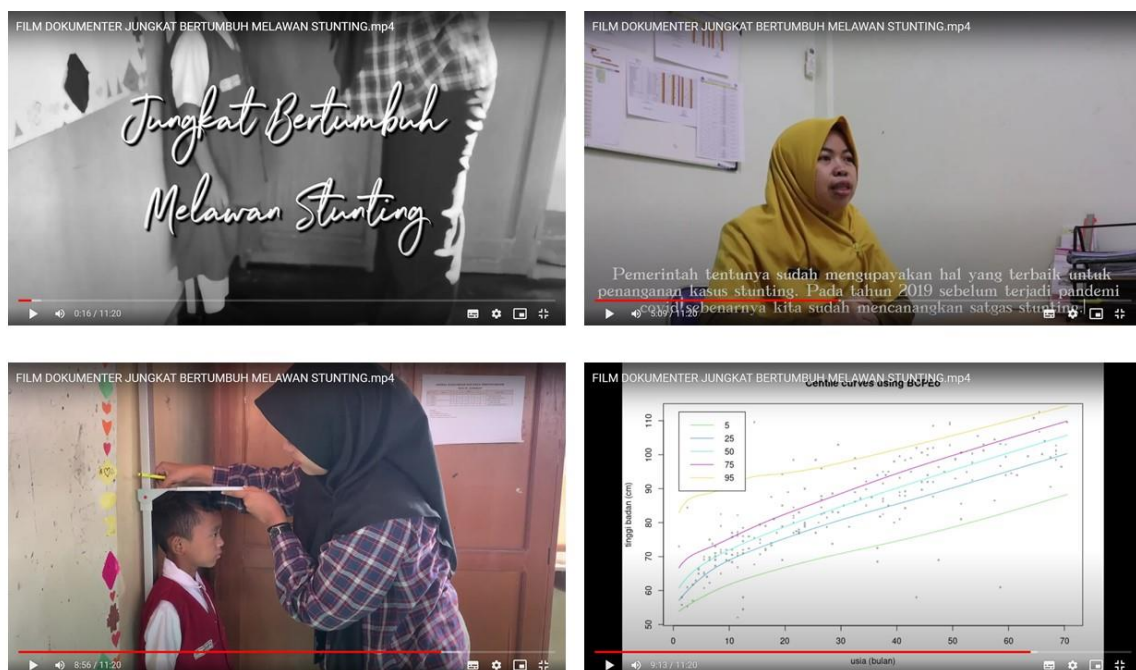 FILM DOKUMENTER JUNGKAT BERTUMBUH MELAWAN STUNTING.mp4
Jungkat Bertumbuh
Melawan Stunting
0:16 / 11:20
FILM DOKUMENTER JUNGKAT BERTUMBUH MELAWAN STUNTING.mp4
Pemerintah tentunya sudah mengupayakan hal yang terbaik untuk
penanganan kasus stunting. Pada tahun 2019 sebelum terjadi pandemi
covid sebenarnya kita sudah mencanangkan satgas stunting.
5:09 / 11:20
FILM DOKUMENTER JUNGKAT BERTUMBUH MELAWAN STUNTING.mp4
8:56 / 11:20
FILM DOKUMENTER JUNGKAT BERTUMBUH MELAWAN STUNTING.mp4
Centile curves using BCPEo
5
25
50
75
95
110
100
90
80
70
60
50
tinggi badan (cm)
0 10 20 30 40 50 60 70
usia (bulan)
9:13 / 11:20